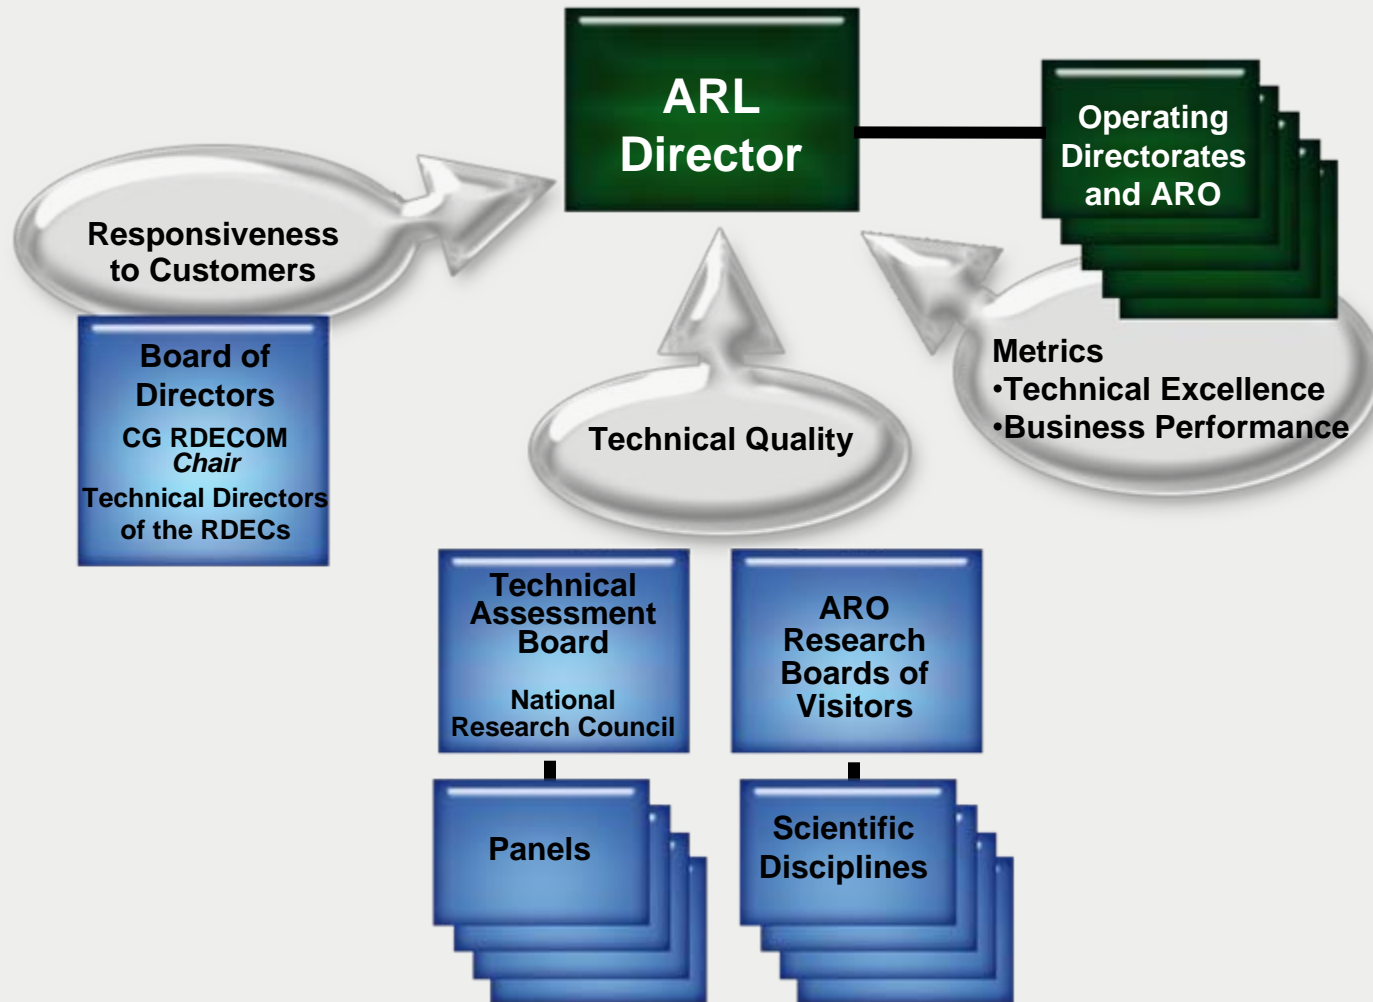 ARL
Director
Operating
Directorates
and ARO
Responsiveness
to Customers
Board of
Directors
CG RDECOM
Chair
Technical Directors
of the RDECs
Technical Quality
Metrics
•Technical Excellence
•Business Performance
Technical
Assessment
Board
National
Research Council
ARO
Research
Boards of
Visitors
Panels
Scientific
Disciplines